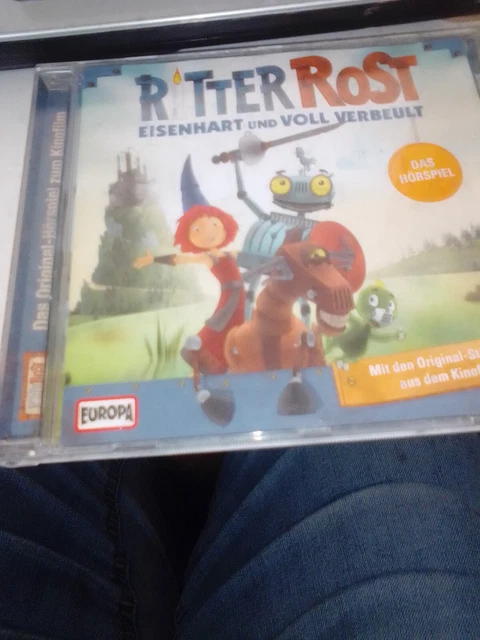 RiTTER ROST
EISENHART UND VOLL VERBEULT
DAS
HÖRSPIEL
Das Original-Hörspiel zum Kinofilm
Mit den Original-
aus dem
EUROPA